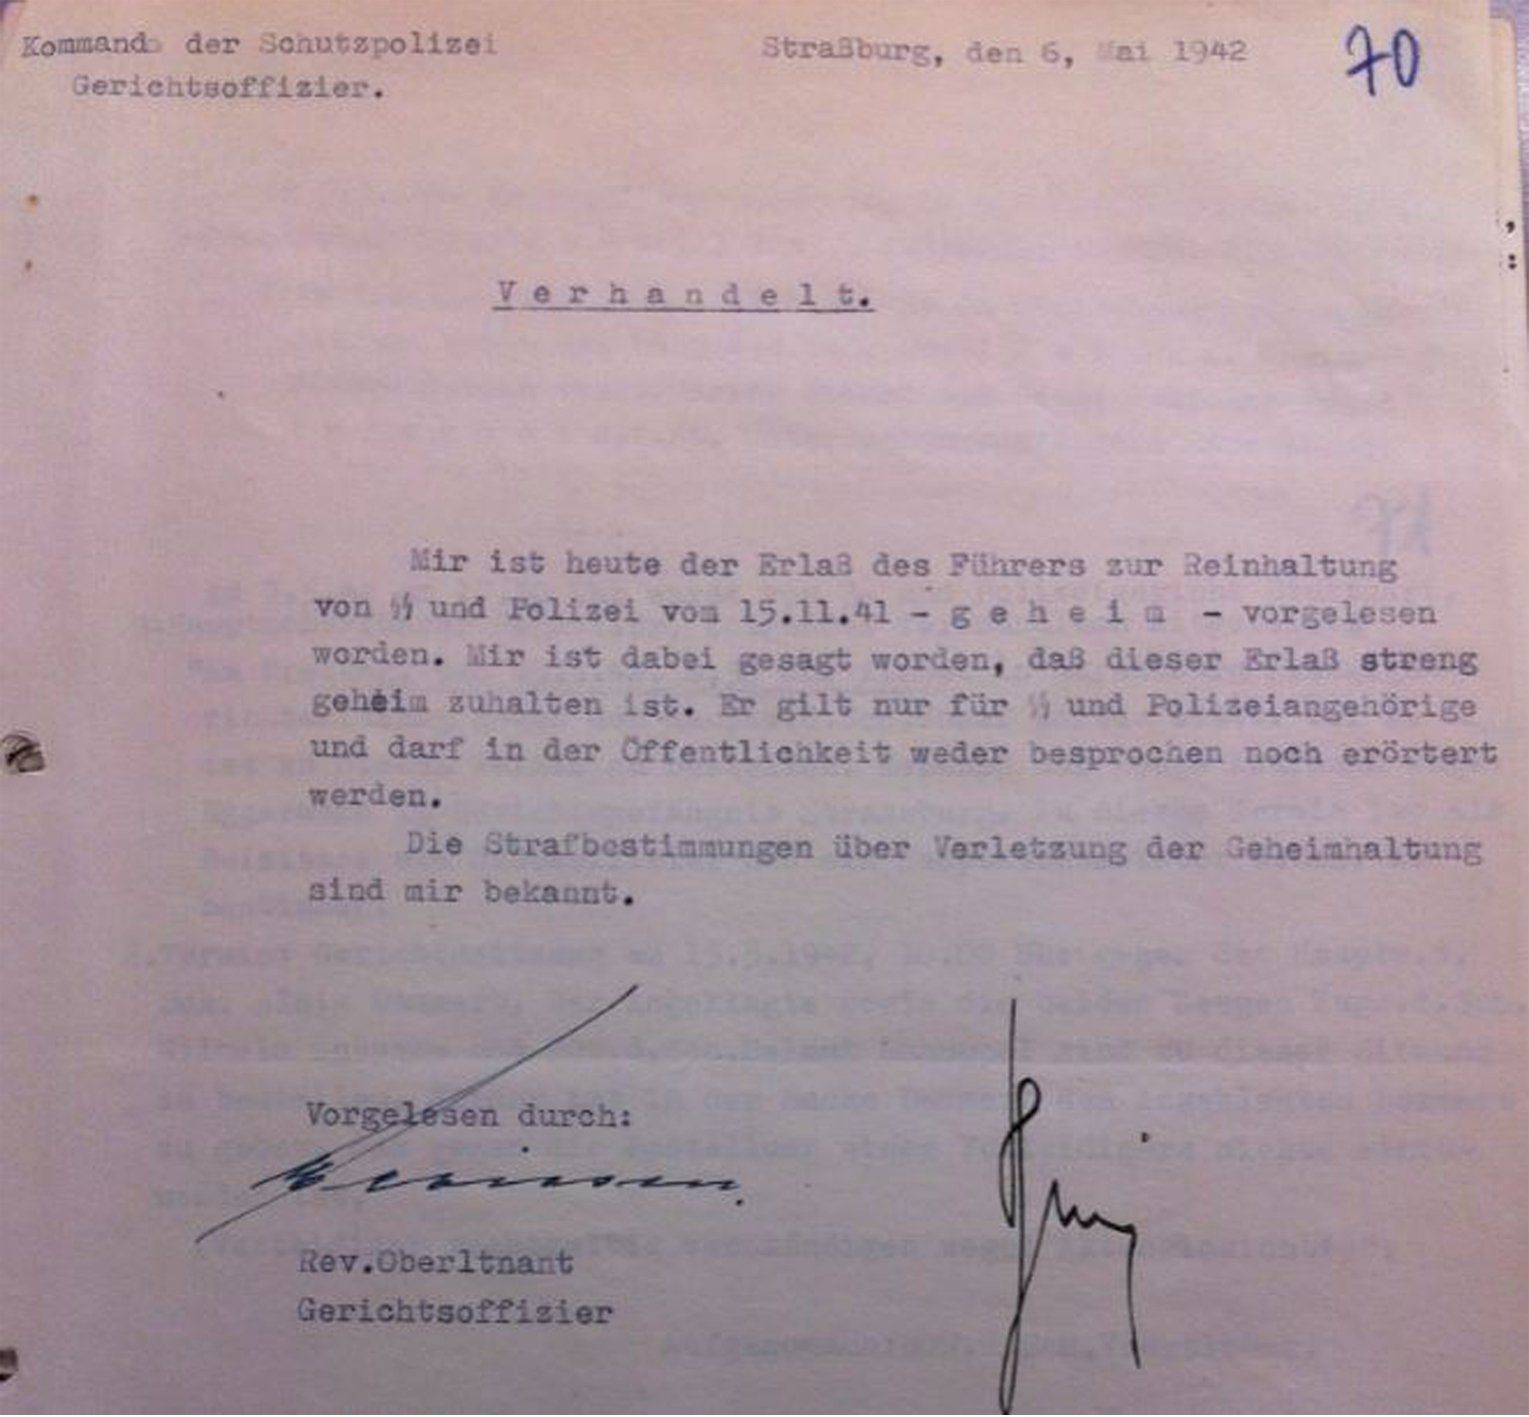 Kommando der Schutzpolizei Straßburg, den 6, Mai 1942 70
Gerichtsoffizier.
V e r h a n d e l t.
Mir ist heute der Erlaß des Führers zur Reinhaltung
von ᛋᛋ und Polizei vom 15.11.41 - g e h e i m - vorgelesen
worden. Mir ist dabei gesagt worden, daß dieser Erlaß streng
geheim zuhalten ist. Er gilt nur für ᛋᛋ und Polizeiangehörige
und darf in der Öffentlichkeit weder besprochen noch erörtert
werden.
Die Strafbestimmungen über Verletzung der Geheimhaltung
sind mir bekannt.
Vorgelesen durch:
Rev.Oberltnant
Gerichtsoffizier